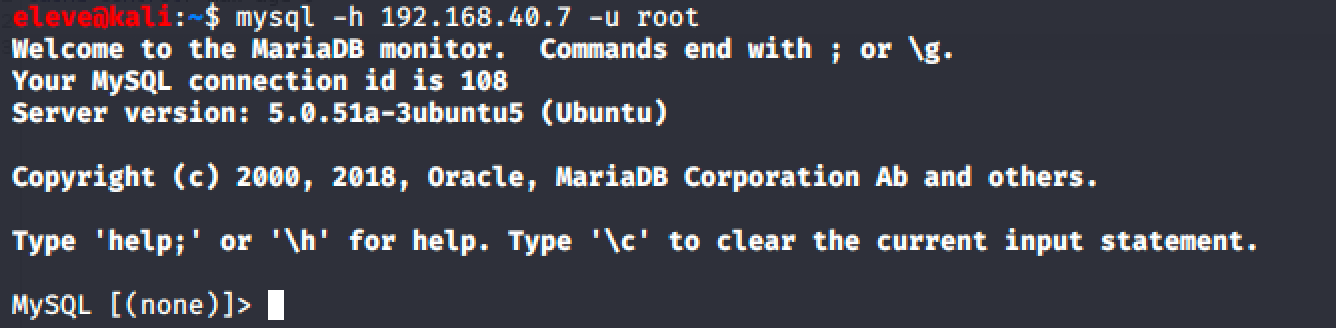 eleve@kali:~$ mysql -h 192.168.40.7 -u root
Welcome to the MariaDB monitor.  Commands end with ; or \g.
Your MySQL connection id is 108
Server version: 5.0.51a-3ubuntu5 (Ubuntu)
Copyright (c) 2000, 2018, Oracle, MariaDB Corporation Ab and others.
Type 'help;' or '\h' for help. Type '\c' to clear the current input statement.
MySQL [(none)]>